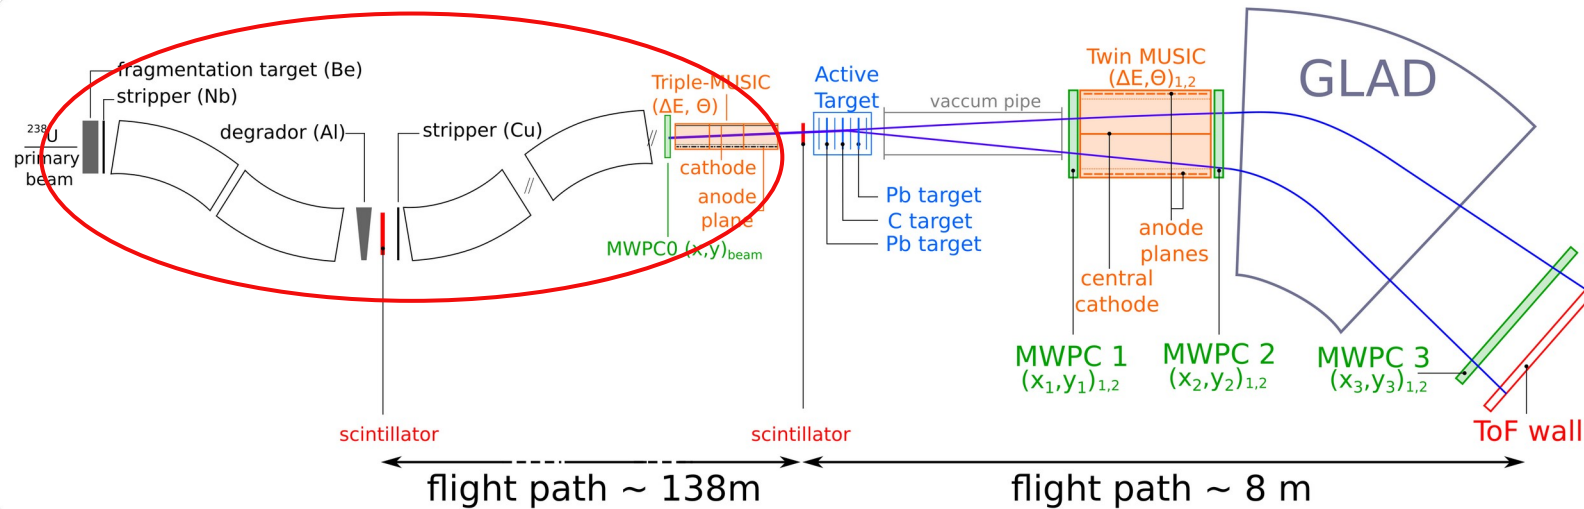 fragmentation target (Be)
stripper (Nb)
²³⁸U
primary
beam
degrador (Al)
stripper (Cu)
Triple-MUSIC
(ΔE, Θ)
cathode
anode
plane
MWPC0 (x,y)beam
scintillator
scintillator
Active
Target
vaccum pipe
Pb target
C target
Pb target
Twin MUSIC
(ΔE,Θ)₁,₂
anode
planes
central
cathode
GLAD
MWPC 1
(x₁,y₁)₁,₂
MWPC 2
(x₂,y₂)₁,₂
MWPC 3
(x₃,y₃)₁,₂
ToF wall
flight path ~ 138m
flight path ~ 8 m